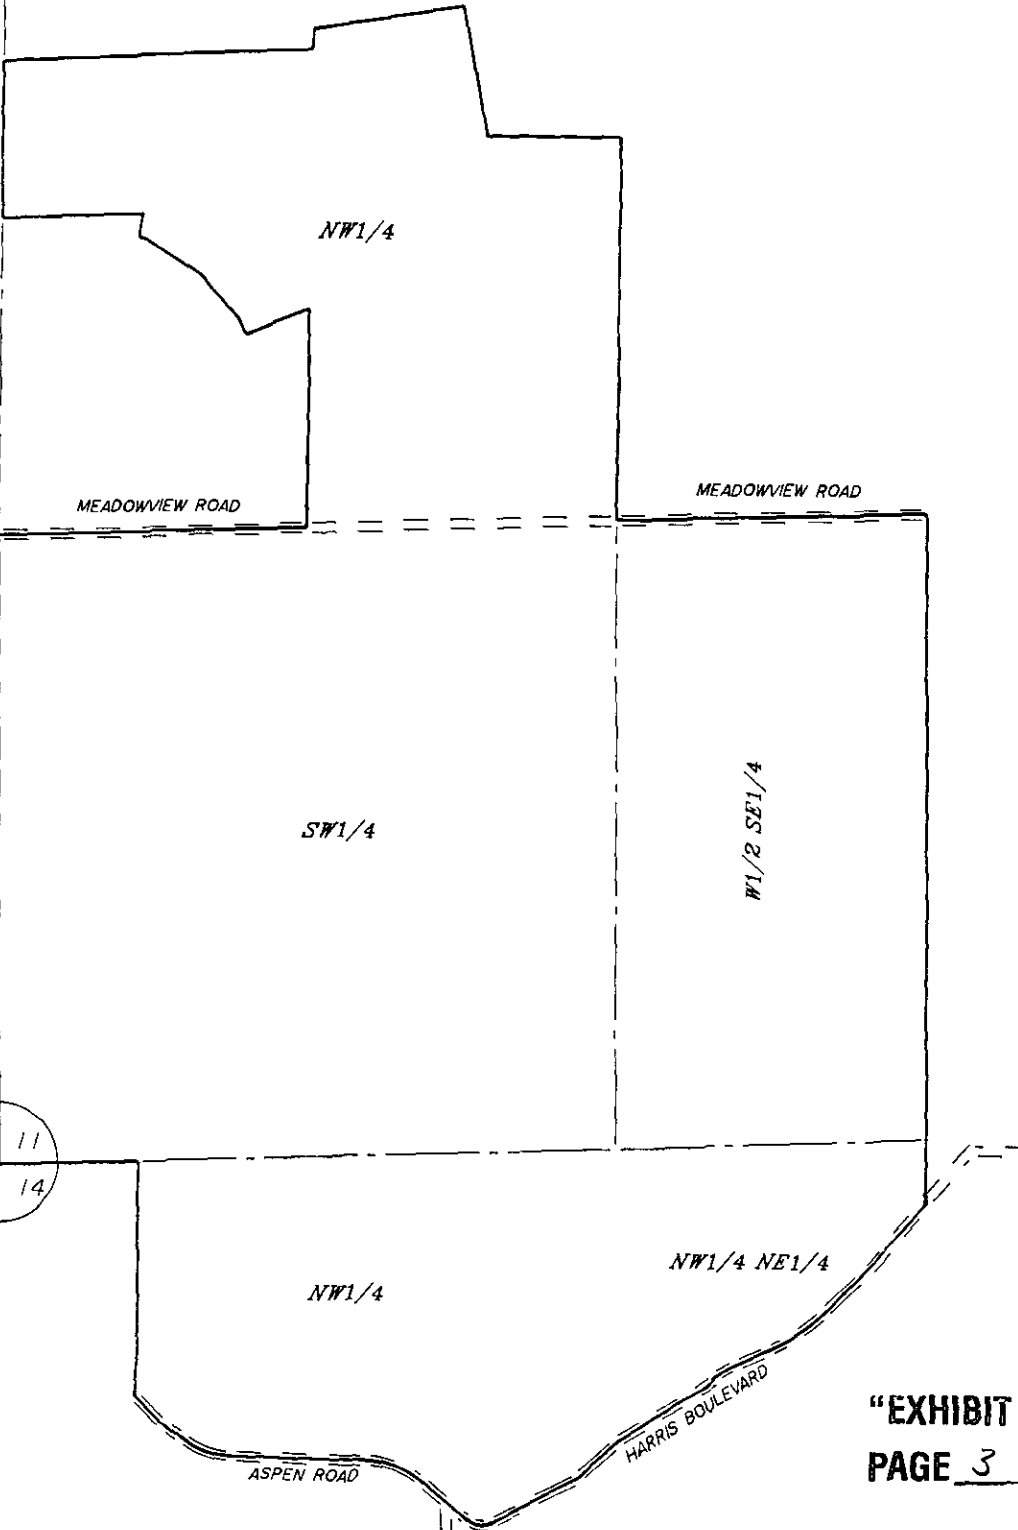 NW1/4
MEADOWVIEW ROAD
MEADOWVIEW ROAD
SW1/4
W1/2 SE1/4
11
14
NW1/4 NE1/4
NW1/4
HARRIS BOULEVARD
ASPEN ROAD
"EXHIBIT
PAGE 3